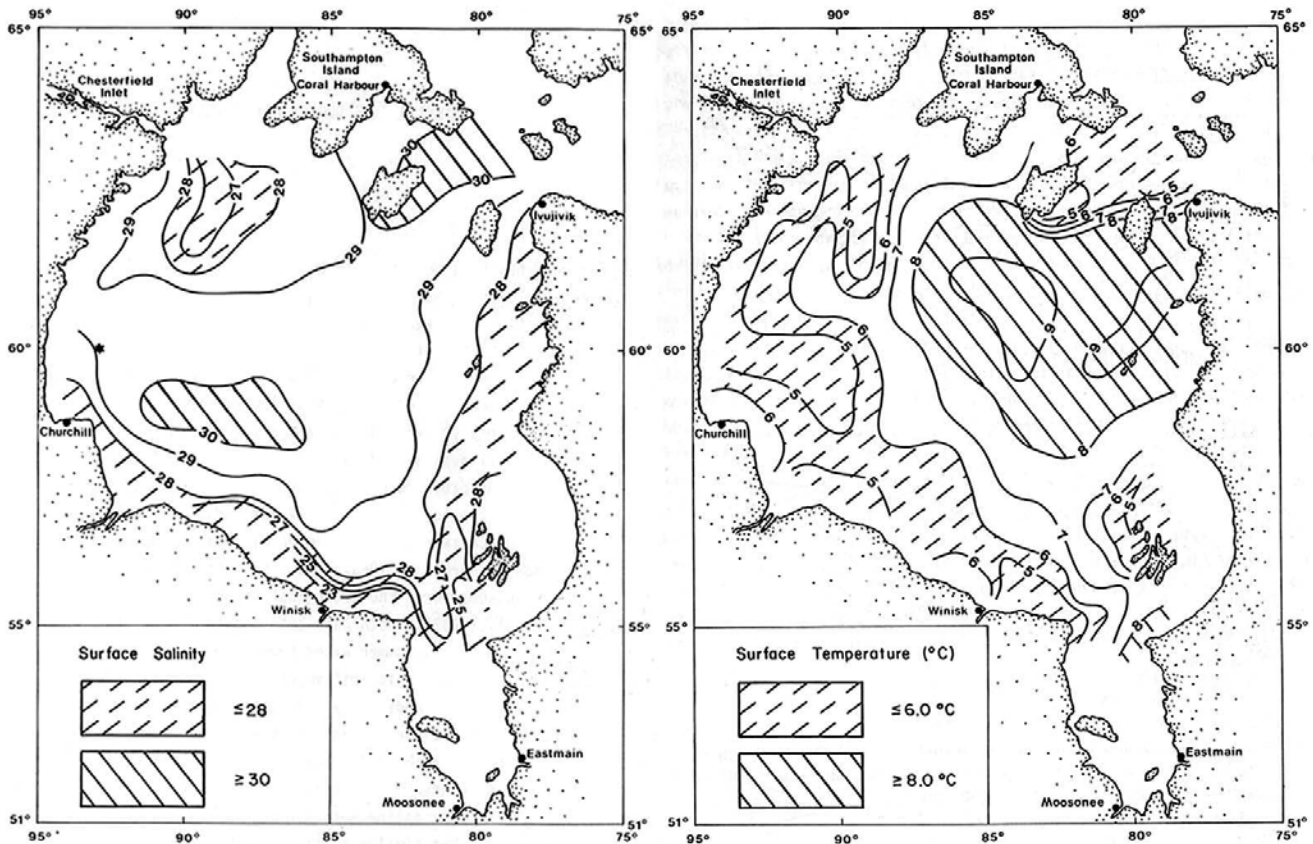 95° 90° 85° 80° 75°
65°
Southampton
Island
Coral Harbour
Chesterfield
Inlet
30
30
28
27
28
29
29
29
Ivujivik
28
29
60°
60°
30
Churchill
29
28
28
27
25
23
28
27
25
Winisk
55°
55°
Surface Salinity
≤28
≥30
Eastmain
Moosonee
51°
51°
95° 90° 85° 80° 75°
95° 90° 85° 80° 75°
65°
Southampton
Island
Coral Harbour
Chesterfield
Inlet
6
5
6
5 6 7 8
8
Ivujivik
5
6
7
8
9
9
60°
60°
6
5
5
6
Churchill
8
5
7
6
5
7
6
6
5
8
Winisk
55°
55°
Surface Temperature (°C)
≤6.0 °C
≥8.0 °C
Eastmain
Moosonee
51°
51°
95° 90° 85° 80° 75°